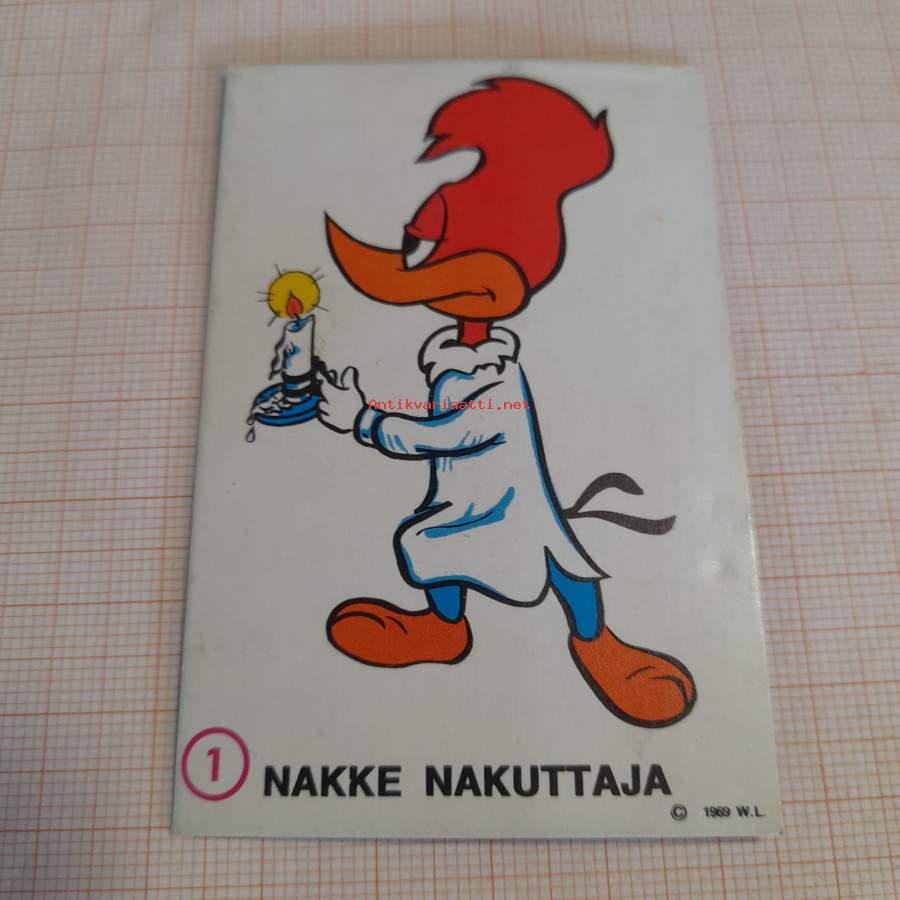 Antikvariaatti.net
1 NAKKE NAKUTTAJA
© 1969 W.L.